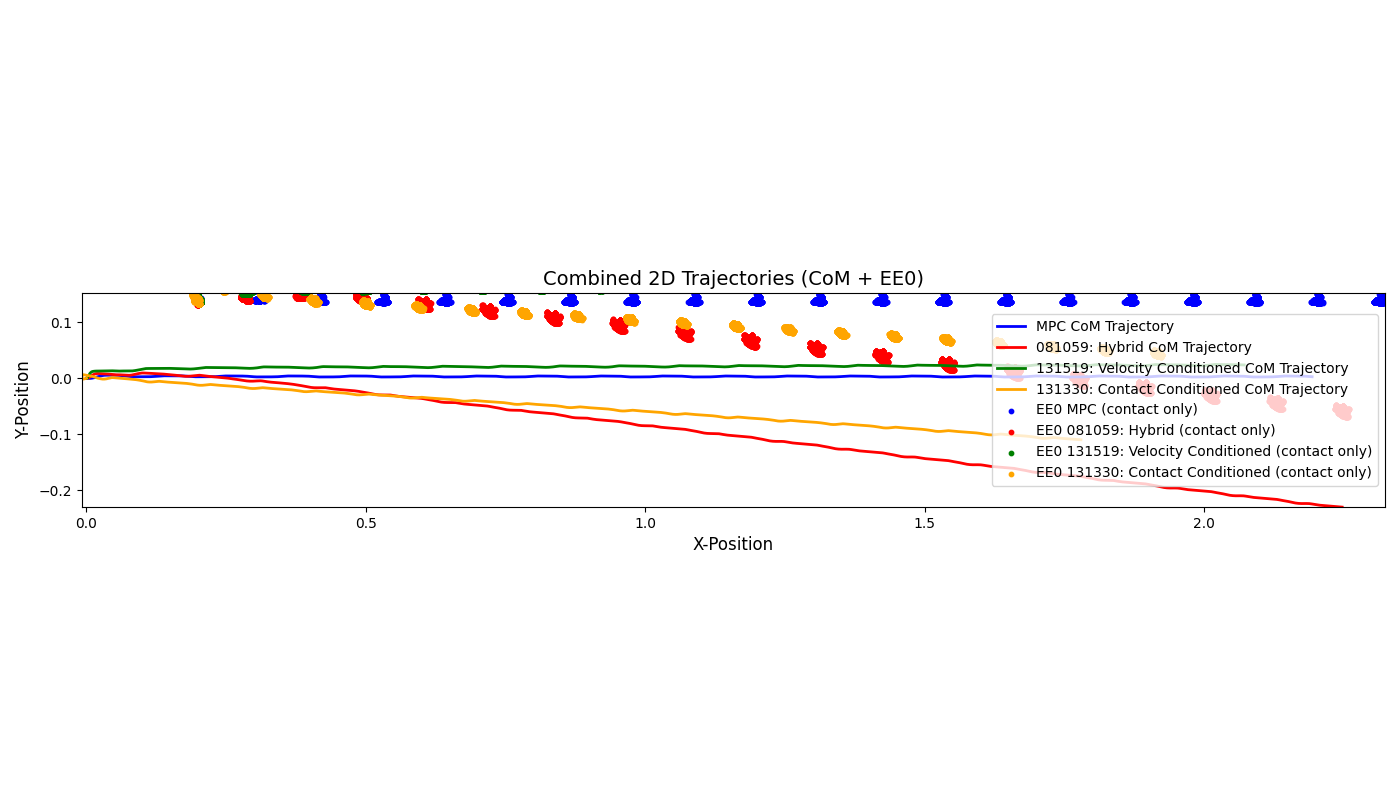 Combined 2D Trajectories (CoM + EE0)
Y-Position
0.1
0.0
−0.1
−0.2
MPC CoM Trajectory
081059: Hybrid CoM Trajectory
131519: Velocity Conditioned CoM Trajectory
131330: Contact Conditioned CoM Trajectory
EE0 MPC (contact only)
EE0 081059: Hybrid (contact only)
EE0 131519: Velocity Conditioned (contact only)
EE0 131330: Contact Conditioned (contact only)
0.0 0.5 1.0 1.5 2.0
X-Position